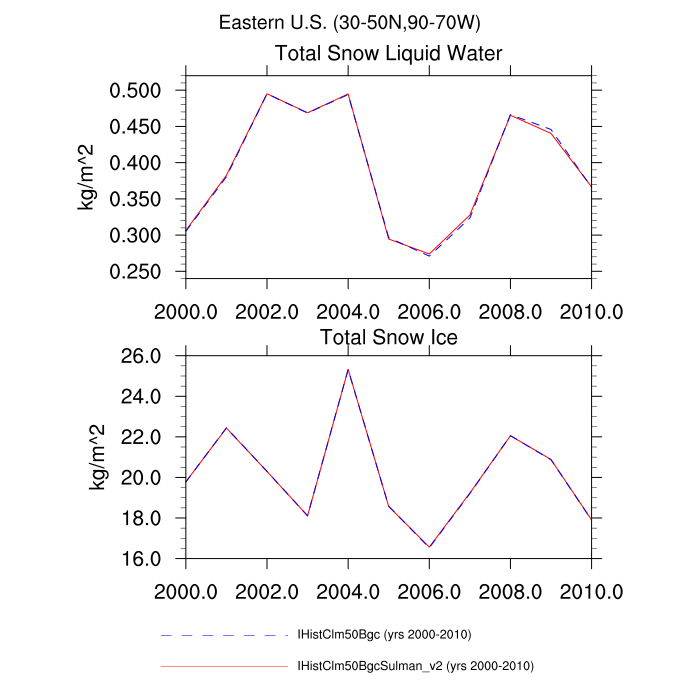 Eastern U.S. (30-50N,90-70W)
Total Snow Liquid Water
0.500
0.450
0.400
0.350
0.300
0.250
kg/m^2
2000.0 2002.0 2004.0 2006.0 2008.0 2010.0
Total Snow Ice
26.0
24.0
22.0
20.0
18.0
16.0
kg/m^2
2000.0 2002.0 2004.0 2006.0 2008.0 2010.0
IHistClm50Bgc (yrs 2000-2010)
IHistClm50BgcSulman_v2 (yrs 2000-2010)